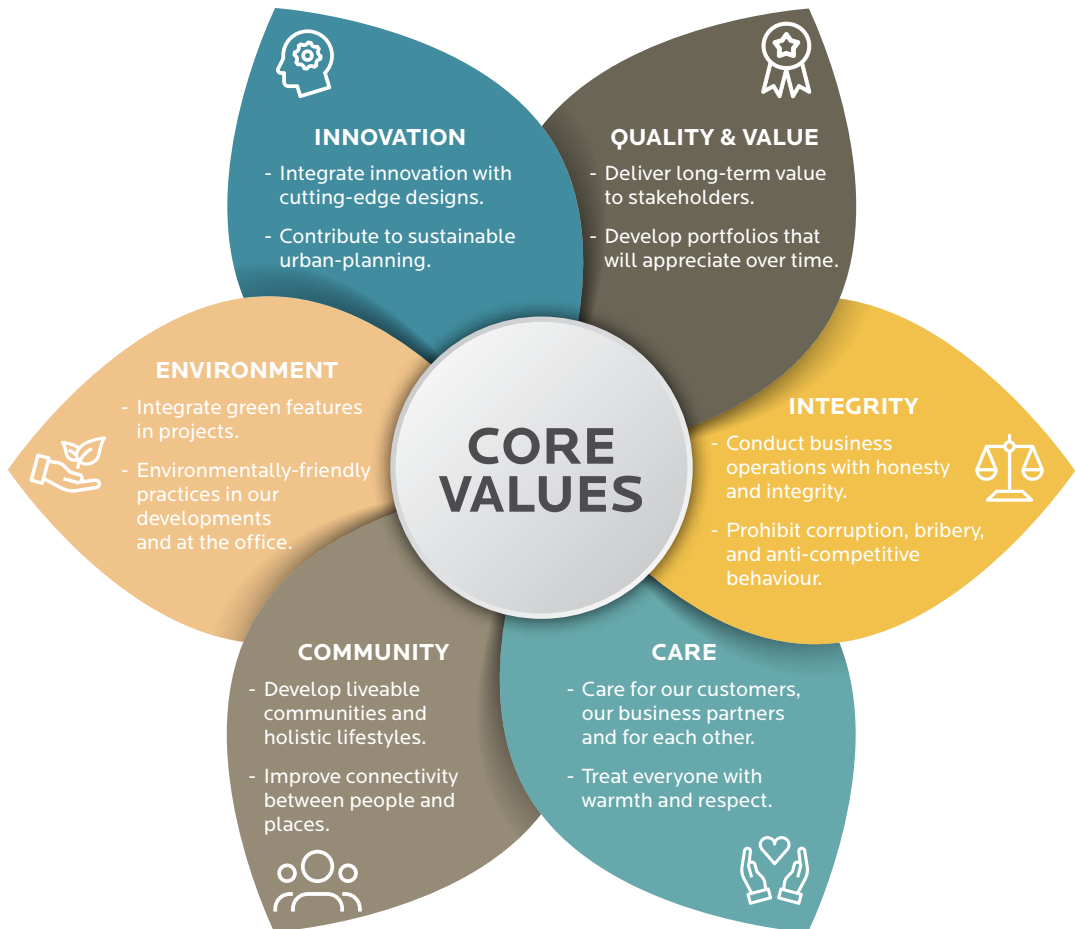 INNOVATION
- Integrate innovation with
cutting-edge designs.
- Contribute to sustainable
urban-planning.
QUALITY & VALUE
- Deliver long-term value
to stakeholders.
- Develop portfolios that
will appreciate over time.
ENVIRONMENT
- Integrate green features
in projects.
- Environmentally-friendly
practices in our
developments
and at the office.
CORE
VALUES
INTEGRITY
- Conduct business
operations with honesty
and integrity.
- Prohibit corruption, bribery,
and anti-competitive
behaviour.
COMMUNITY
- Develop liveable
communities and
holistic lifestyles.
- Improve connectivity
between people and
places.
CARE
- Care for our customers,
our business partners
and for each other.
- Treat everyone with
warmth and respect.